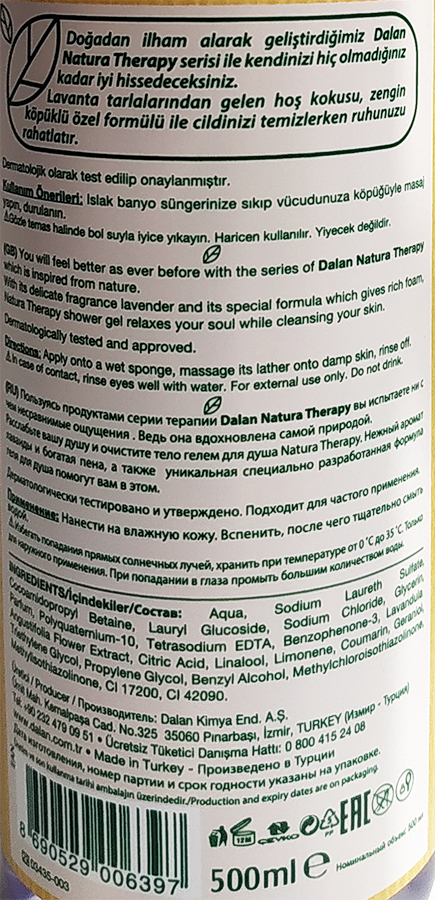 Doğadan ilham alarak geliştirdiğimiz Dalan
Natura Therapy serisi ile kendinizi hiç olmadığınız
kadar iyi hissedeceksiniz.
Lavanta tarlalarından gelen hoş kokusu, zengin
köpüklü özel formülü ile cildinizi temizlerken ruhunuzu
rahatlatır.
Dermatolojik olarak test edilip onaylanmıştır.
Kullanım Önerileri: Islak banyo süngerinize sıkıp vücudunuza köpüğüyle masaj
yapın, durulanın.
⚠Gözle temas halinde bol suyla iyice yıkayın. Haricen kullanılır. Yiyecek değildir.
(GB) You will feel better as ever before with the series of Dalan Natura Therapy
which is inspired from nature.
With its delicate fragrance lavender and its special formula which gives rich foam,
Natura Therapy shower gel relaxes your soul while cleansing your skin.
Dermatologically tested and approved.
Directions: Apply onto a wet sponge, massage its lather onto damp skin, rinse off.
⚠In case of contact, rinse eyes well with water. For external use only. Do not drink.
(RU) Пользуясь продуктами серии терапии Dalan Natura Therapy вы испытаете ни с
чем несравнимые ощущения . Ведь она вдохновлена самой природой.
Расслабьте вашу душу и очистите тело гелем для душа Natura Therapy. Нежный аромат
лаванды и богатая пена, а также уникальная специально разработанная формула
геля для душа помогут вам в этом.
Дерматологически тестировано и утверждено. Подходит для частого применения.
Применение: Нанести на влажную кожу. Вспенить, после чего тщательно смыть
водой.
⚠Избегать попадания прямых солнечных лучей, хранить при температуре от 0 °C до 35 °C. Только
для наружного применения. При попадании в глаза промыть большим количеством воды.
INGREDIENTS/İçindekiler/Состав: Aqua, Sodium Laureth Sulfate,
Cocamidopropyl Betaine, Lauryl Glucoside, Sodium Chloride, Glycerin,
Parfum, Polyquaternium-10, Tetrasodium EDTA, Benzophenone-3, Lavandula
Angustifolia Flower Extract, Citric Acid, Linalool, Limonene, Coumarin, Geraniol,
Methylene Glycol, Propylene Glycol, Benzyl Alcohol, Methylchloroisothiazolinone,
Methylisothiazolinone, CI 17200, CI 42090.
Üretici / Producer / Производитель: Dalan Kimya End. A.Ş.
Ümit Mah. Kemalpaşa Cad. No.325 35060 Pınarbaşı, İzmir, TURKEY (Измир - Турция)
Tel: +90 232 479 09 51 • Ücretsiz Tüketici Danışma Hattı: 0 800 415 24 08
www.dalan.com.tr • Made in Turkey - Произведено в Турции
Дата изготовления, номер партии и срок годности указаны на упаковке.
Üretim ve son kullanma tarihi ambalajın üzerindedir./Production and expiry dates are on packaging.
12M CEVKO PP EAC
500ml e Номинальный объем: 500 мл
8 690529 006397
03435-003